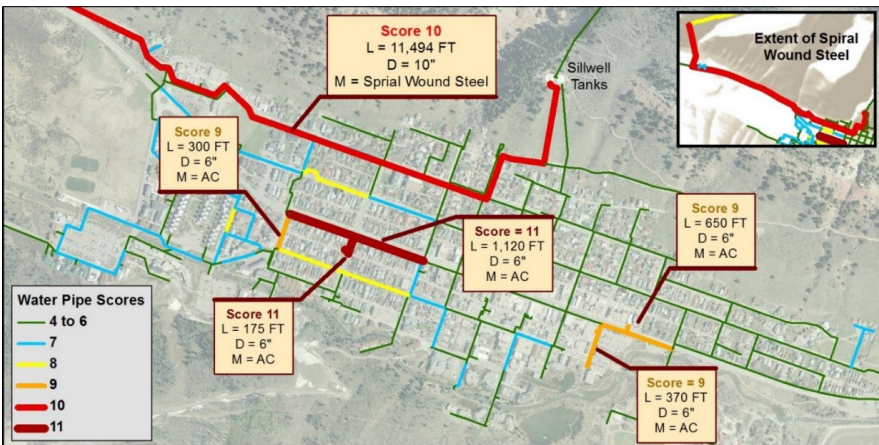 Score 10
L = 11,494 FT
D = 10"
M = Sprial Wound Steel
Sillwell
Tanks
Extent of Spiral
Wound Steel
Score 9
L = 300 FT
D = 6"
M = AC
Score = 11
L = 1,120 FT
D = 6"
M = AC
Score 9
L = 650 FT
D = 6"
M = AC
Score 11
L = 175 FT
D = 6"
M = AC
Score = 9
L = 370 FT
D = 6"
M = AC
Water Pipe Scores
4 to 6
7
8
9
10
11